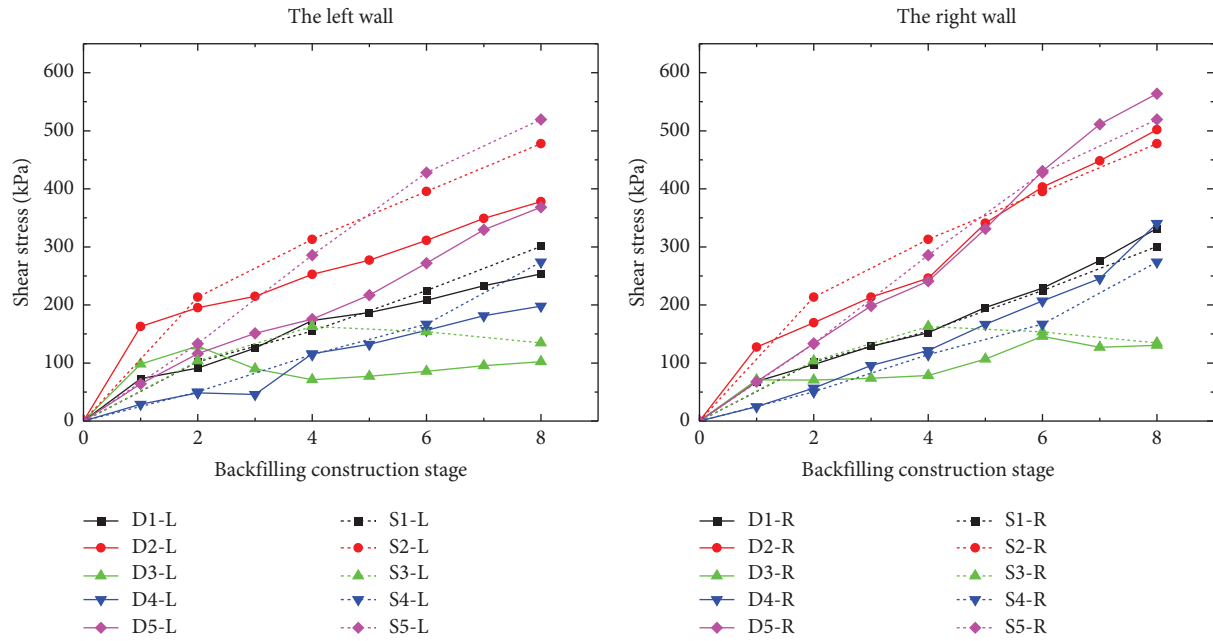 The left wall
600
500
400
300
200
100
0
Shear stress (kPa)
0 2 4 6 8
Backfilling construction stage
D1-L S1-L
D2-L S2-L
D3-L S3-L
D4-L S4-L
D5-L S5-L
The right wall
600
500
400
300
200
100
0
Shear stress (kPa)
0 2 4 6 8
Backfilling construction stage
D1-R S1-R
D2-R S2-R
D3-R S3-R
D4-R S4-R
D5-R S5-R